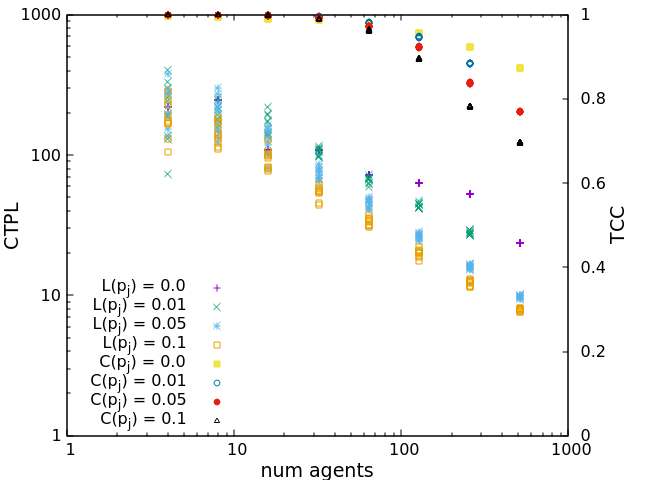 1000
100
10
1
CTPL
1
0.8
0.6
0.4
0.2
0
TCC
L(pj) = 0.0
L(pj) = 0.01
L(pj) = 0.05
L(pj) = 0.1
C(pj) = 0.0
C(pj) = 0.01
C(pj) = 0.05
C(pj) = 0.1
1 10 100 1000
num agents